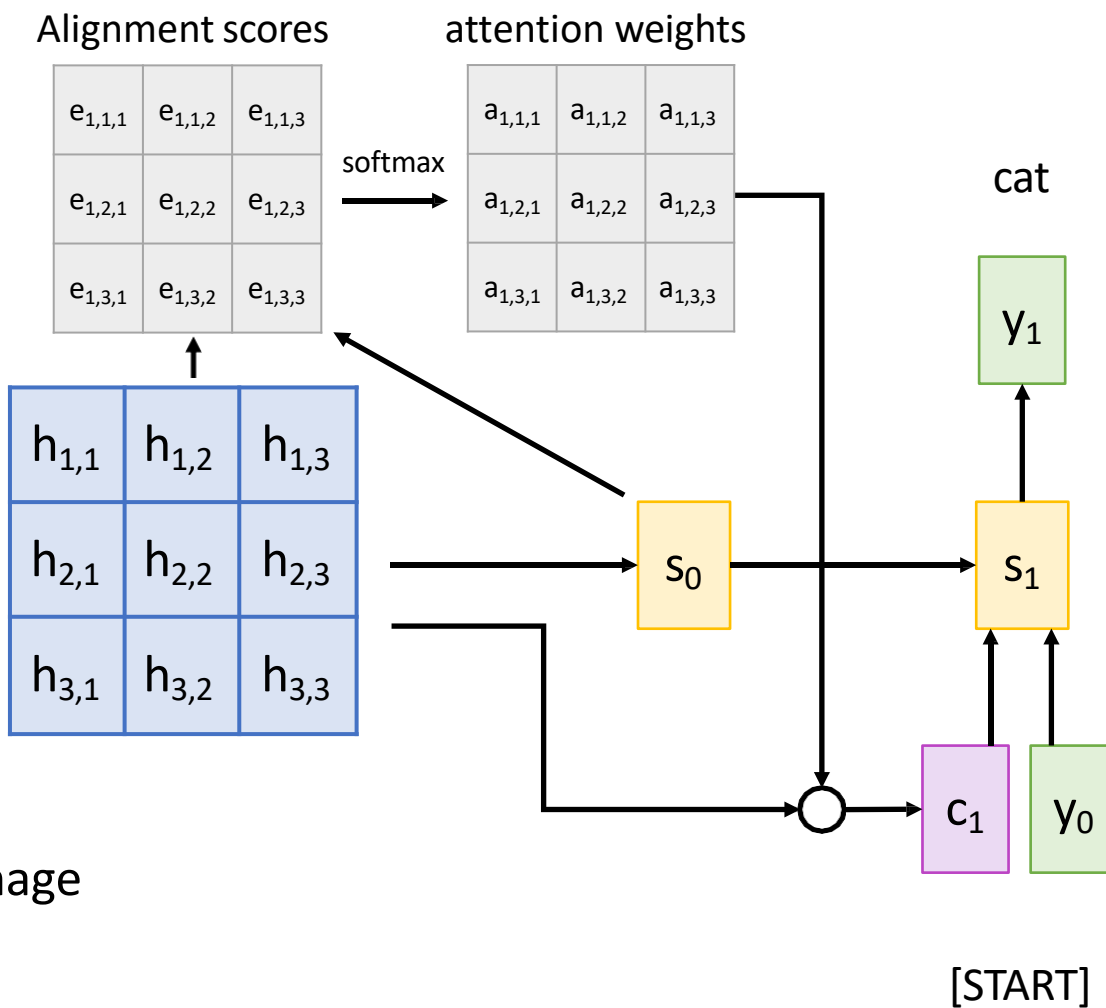 Alignment scores attention weights
e1,1,1 e1,1,2 e1,1,3 a1,1,1 a1,1,2 a1,1,3
softmax
cat
e1,2,1 e1,2,2 e1,2,3 a1,2,1 a1,2,2 a1,2,3
e1,3,1 e1,3,2 e1,3,3 a1,3,1 a1,3,2 a1,3,3
y1
h1,1 h1,2 h1,3
h2,1 h2,2 h2,3 s0 s1
h3,1 h3,2 h3,3
c1 y0
[START]